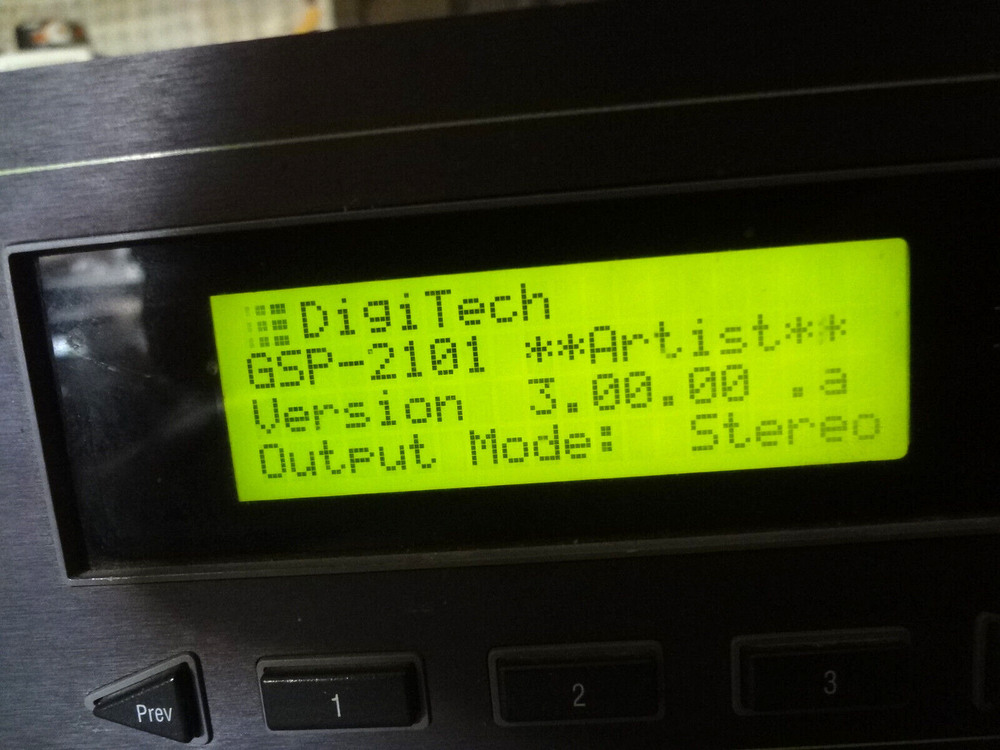 DigiTech
GSP-2101 **Artist**
Version 3.00.00 .a
Output Mode: Stereo
Prev
1
2
3